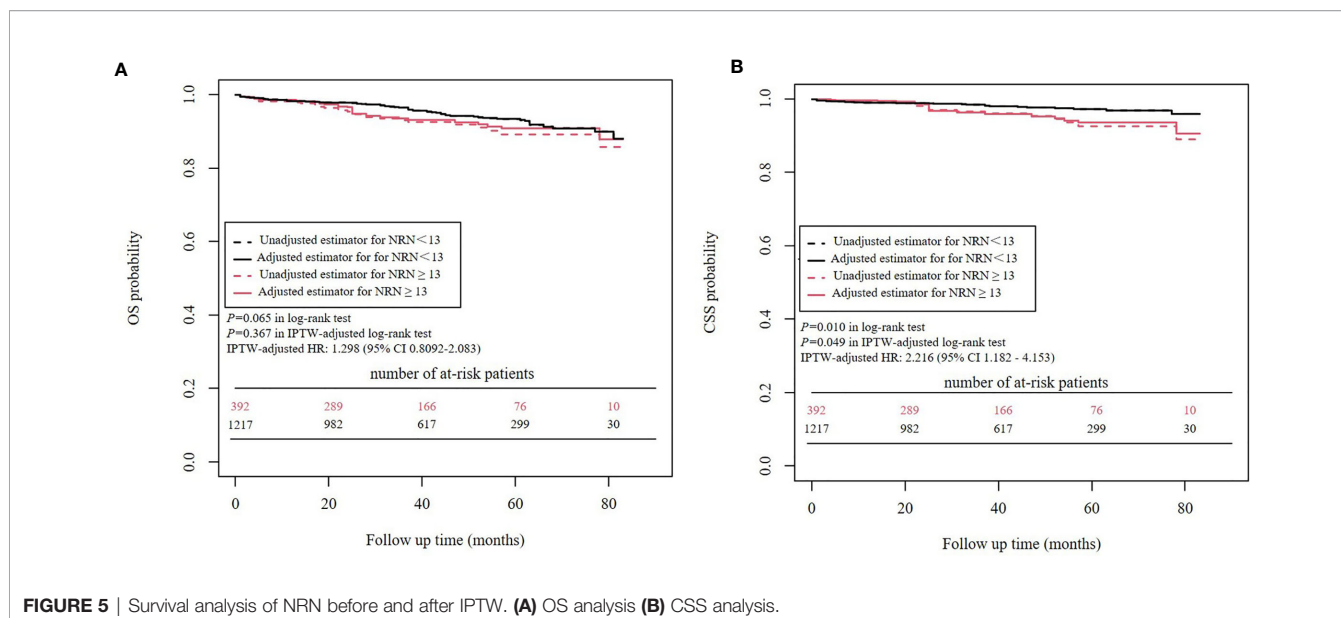 A
OS probability
1.0
0.8
0.6
0.4
0.2
0.0
Unadjusted estimator for NRN<13
Adjusted estimator for for NRN<13
Unadjusted estimator for NRN ≥ 13
Adjusted estimator for NRN ≥ 13
P=0.065 in log-rank test
P=0.367 in IPTW-adjusted log-rank test
IPTW-adjusted HR: 1.298 (95% CI 0.8092-2.083)
number of at-risk patients
392 289 166 76 10
1217 982 617 299 30
0 20 40 60 80
Follow up time (months)
B
CSS probability
1.0
0.8
0.6
0.4
0.2
0.0
Unadjusted estimator for NRN<13
Adjusted estimator for NRN<13
Unadjusted estimator for NRN ≥ 13
Adjusted estimator for NRN ≥ 13
P=0.010 in log-rank test
P=0.049 in IPTW-adjusted log-rank test
IPTW-adjusted HR: 2.216 (95% CI 1.182 - 4.153)
number of at-risk patients
392 289 166 76 10
1217 982 617 299 30
0 20 40 60 80
Follow up time (months)
FIGURE 5 | Survival analysis of NRN before and after IPTW. (A) OS analysis (B) CSS analysis.